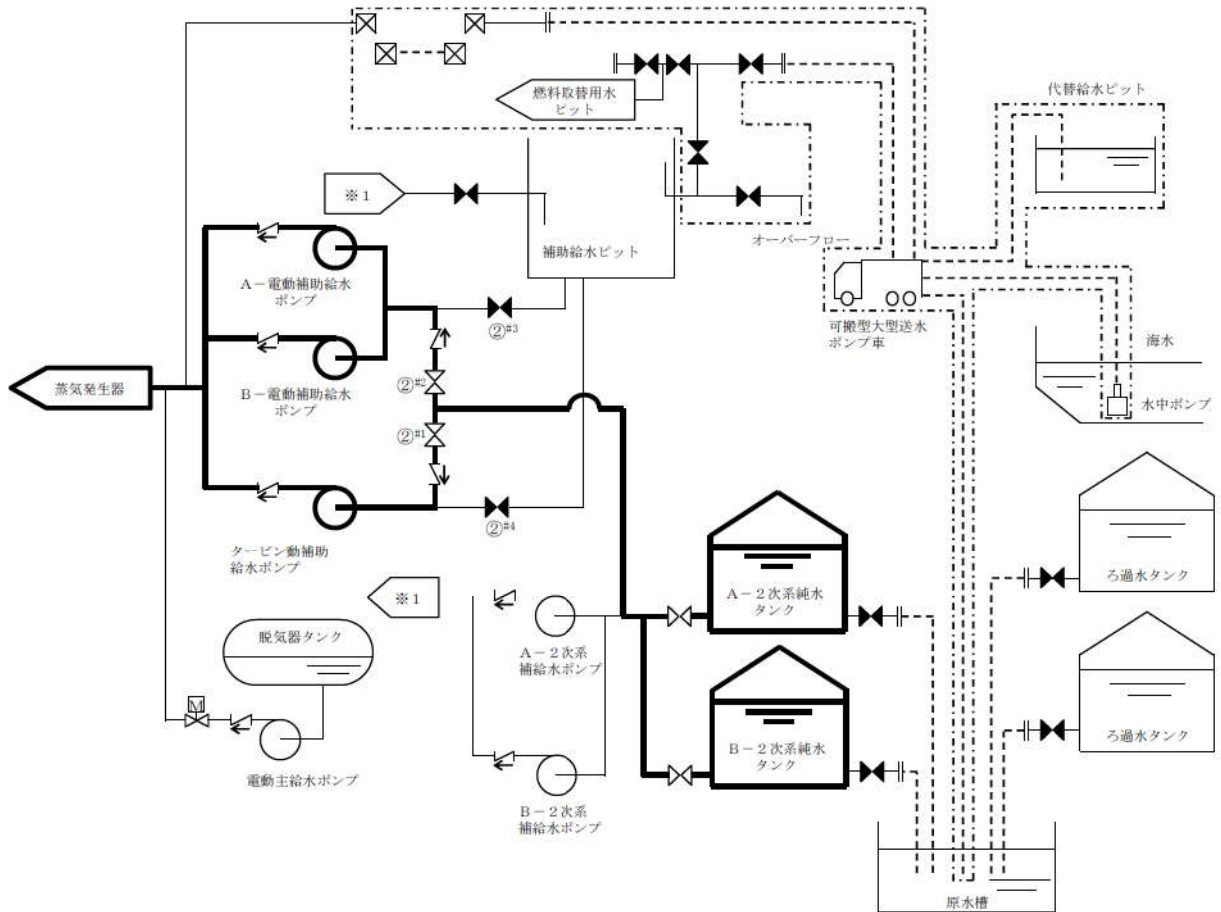 燃料取替用水
ピット
代替給水ピット
※1
補助給水ピット
オーバーフロー
A－電動補助給水
ポンプ
②#3
可搬型大型送水
ポンプ車
海水
水中ポンプ
蒸気発生器
B－電動補助給水
ポンプ
②#2
②#1
②#4
タービン動補助
給水ポンプ
※1
A－2次系純水
タンク
ろ過水タンク
脱気器タンク
A－2次系
補給水ポンプ
M
電動主給水ポンプ
B－2次系純水
タンク
ろ過水タンク
B－2次系
補給水ポンプ
原水槽